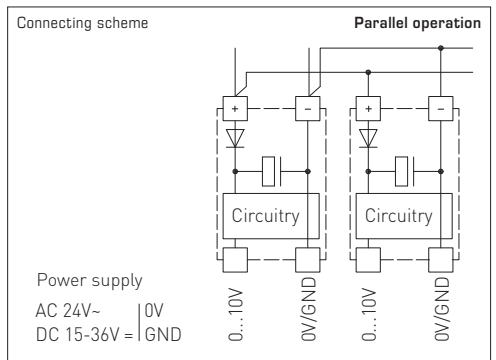 Connecting scheme
Parallel operation
+ − + −
Circuitry Circuitry
Power supply
AC 24V~ 0V
DC 15-36V = GND
0...10V
0V/GND
0...10V
0V/GND